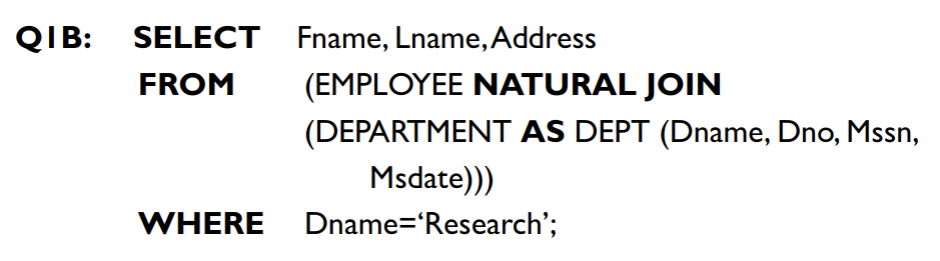 Q1B: SELECT Fname, Lname, Address
FROM (EMPLOYEE NATURAL JOIN
(DEPARTMENT AS DEPT (Dname, Dno, Mssn,
Msdate)))
WHERE Dname=‘Research’;